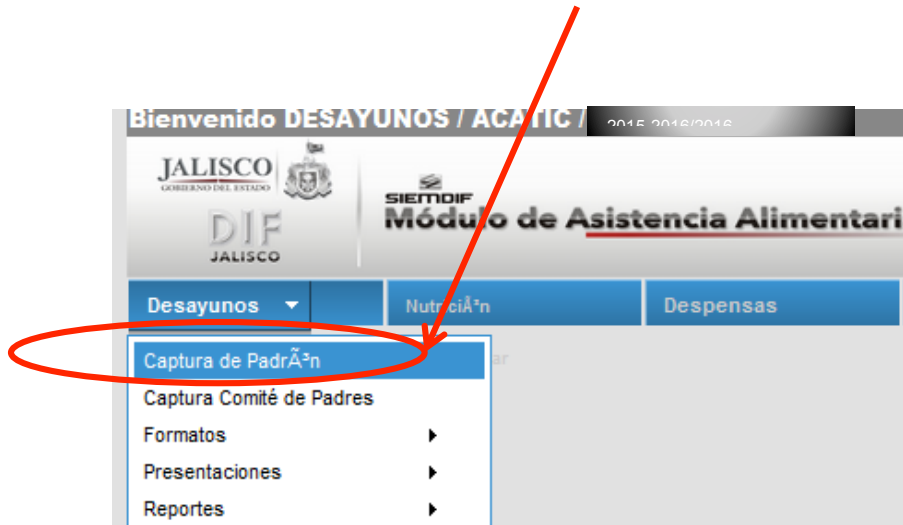 Bienvenido DESAYUNOS / ACATIC / 2015-2016/2016
JALISCO
GOBIERNO DEL ESTADO
DIF
JALISCO
SIEMDIF
Módulo de Asistencia Alimentari
Desayunos
NutriciÃ³n
Despensas
Captura de PadrÃ³n
ar
Captura Comité de Padres
Formatos
Presentaciones
Reportes